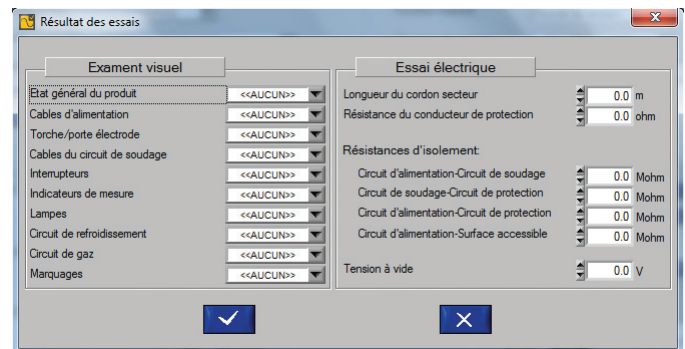 Résultat des essais
Exament visuel
Etat général du produit <<AUCUN>>
Cables d'alimentation <<AUCUN>>
Torche/porte électrode <<AUCUN>>
Cables du circuit de soudage <<AUCUN>>
Interrupteurs <<AUCUN>>
Indicateurs de mesure <<AUCUN>>
Lampes <<AUCUN>>
Circuit de refroidissement <<AUCUN>>
Circuit de gaz <<AUCUN>>
Marquages <<AUCUN>>
Essai électrique
Longueur du cordon secteur 0.0 m
Résistance du conducteur de protection 0.0 ohm
Résistances d'isolement:
Circuit d'alimentation-Circuit de soudage 0.0 Mohm
Circuit de soudage-Circuit de protection 0.0 Mohm
Circuit d'alimentation-Circuit de protection 0.0 Mohm
Circuit d'alimentation-Surface accessible 0.0 Mohm
Tension à vide 0.0 V